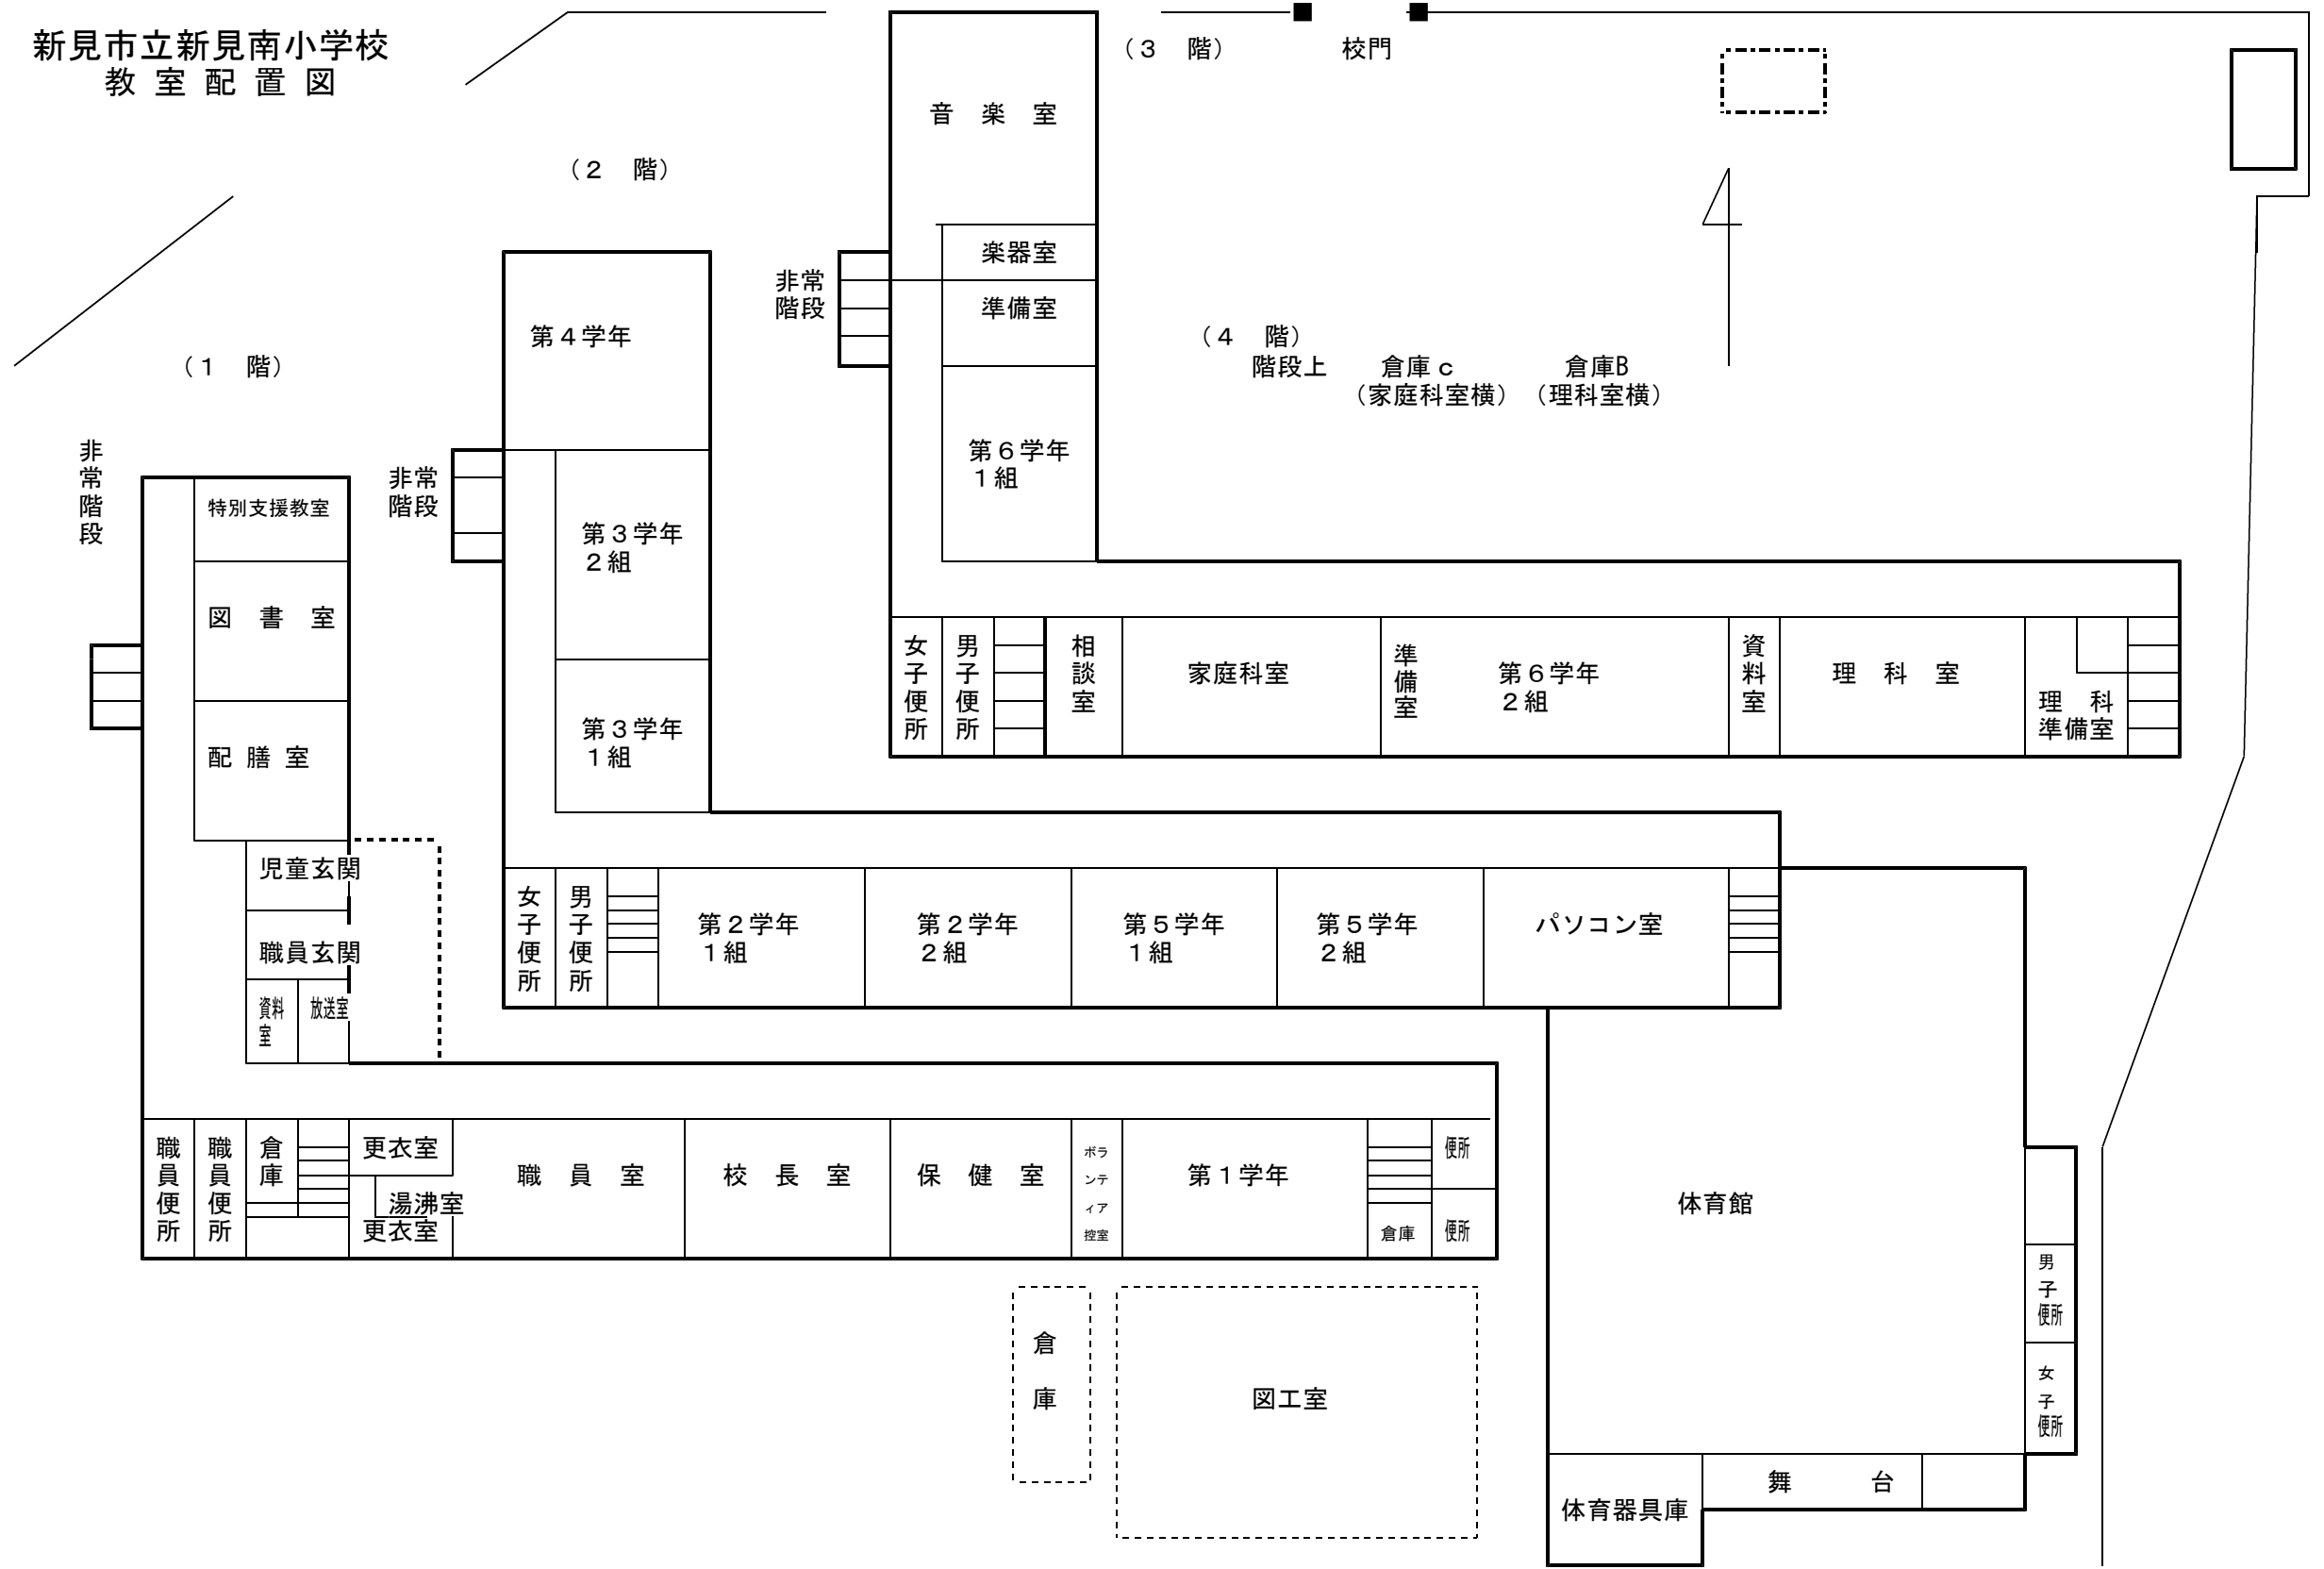 新見市立新見南小学校
教 室 配 置 図
（３　階）
校門
音　楽　室
楽器室
準備室
非常
階段
第６学年
１組
女子便所
男子便所
相談室
家庭科室
準備室
第６学年
２組
資料室
理　科　室
理　科
準備室
（４　階）
階段上
倉庫ｃ
（家庭科室横）
倉庫B
（理科室横）
（２　階）
第４学年
非常
階段
第３学年
２組
第３学年
１組
女子便所
男子便所
第２学年
１組
第２学年
２組
第５学年
１組
第５学年
２組
パソコン室
（１　階）
非常階段
特別支援教室
図　書　室
配 膳 室
児童玄関
職員玄関
資料
室
放送室
職員便所
職員便所
倉庫
更衣室
湯沸室
更衣室
職　員　室
校　長　室
保　健　室
ボラ
ンテ
ィア
控室
第１学年
倉庫
便所
便所
倉庫
図工室
体育館
男
子
便所
女
子
便所
舞　　　台
体育器具庫